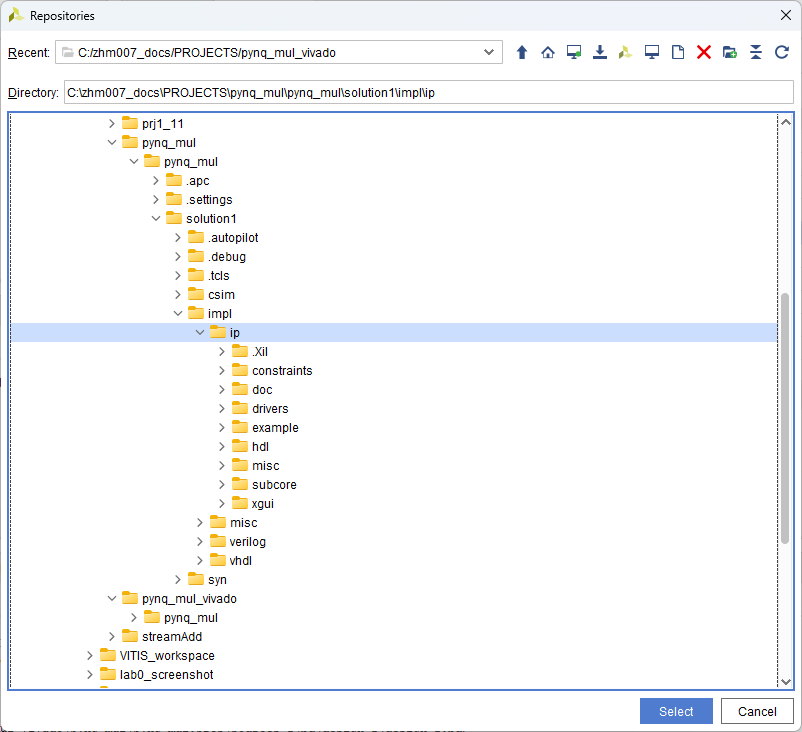 Repositories
Recent: C:/zhm007_docs/PROJECTS/pynq_mul_vivado
Directory: C:\zhm007_docs\PROJECTS\pynq_mul\pynq_mul\solution1\impl\ip
prj1_11
pynq_mul
pynq_mul
.apc
.settings
solution1
.autopilot
.debug
.tcls
csim
impl
ip
.Xil
constraints
doc
drivers
example
hdl
misc
subcore
xgui
misc
verilog
vhdl
syn
pynq_mul_vivado
pynq_mul
streamAdd
VITIS_workspace
lab0_screenshot
Select Cancel